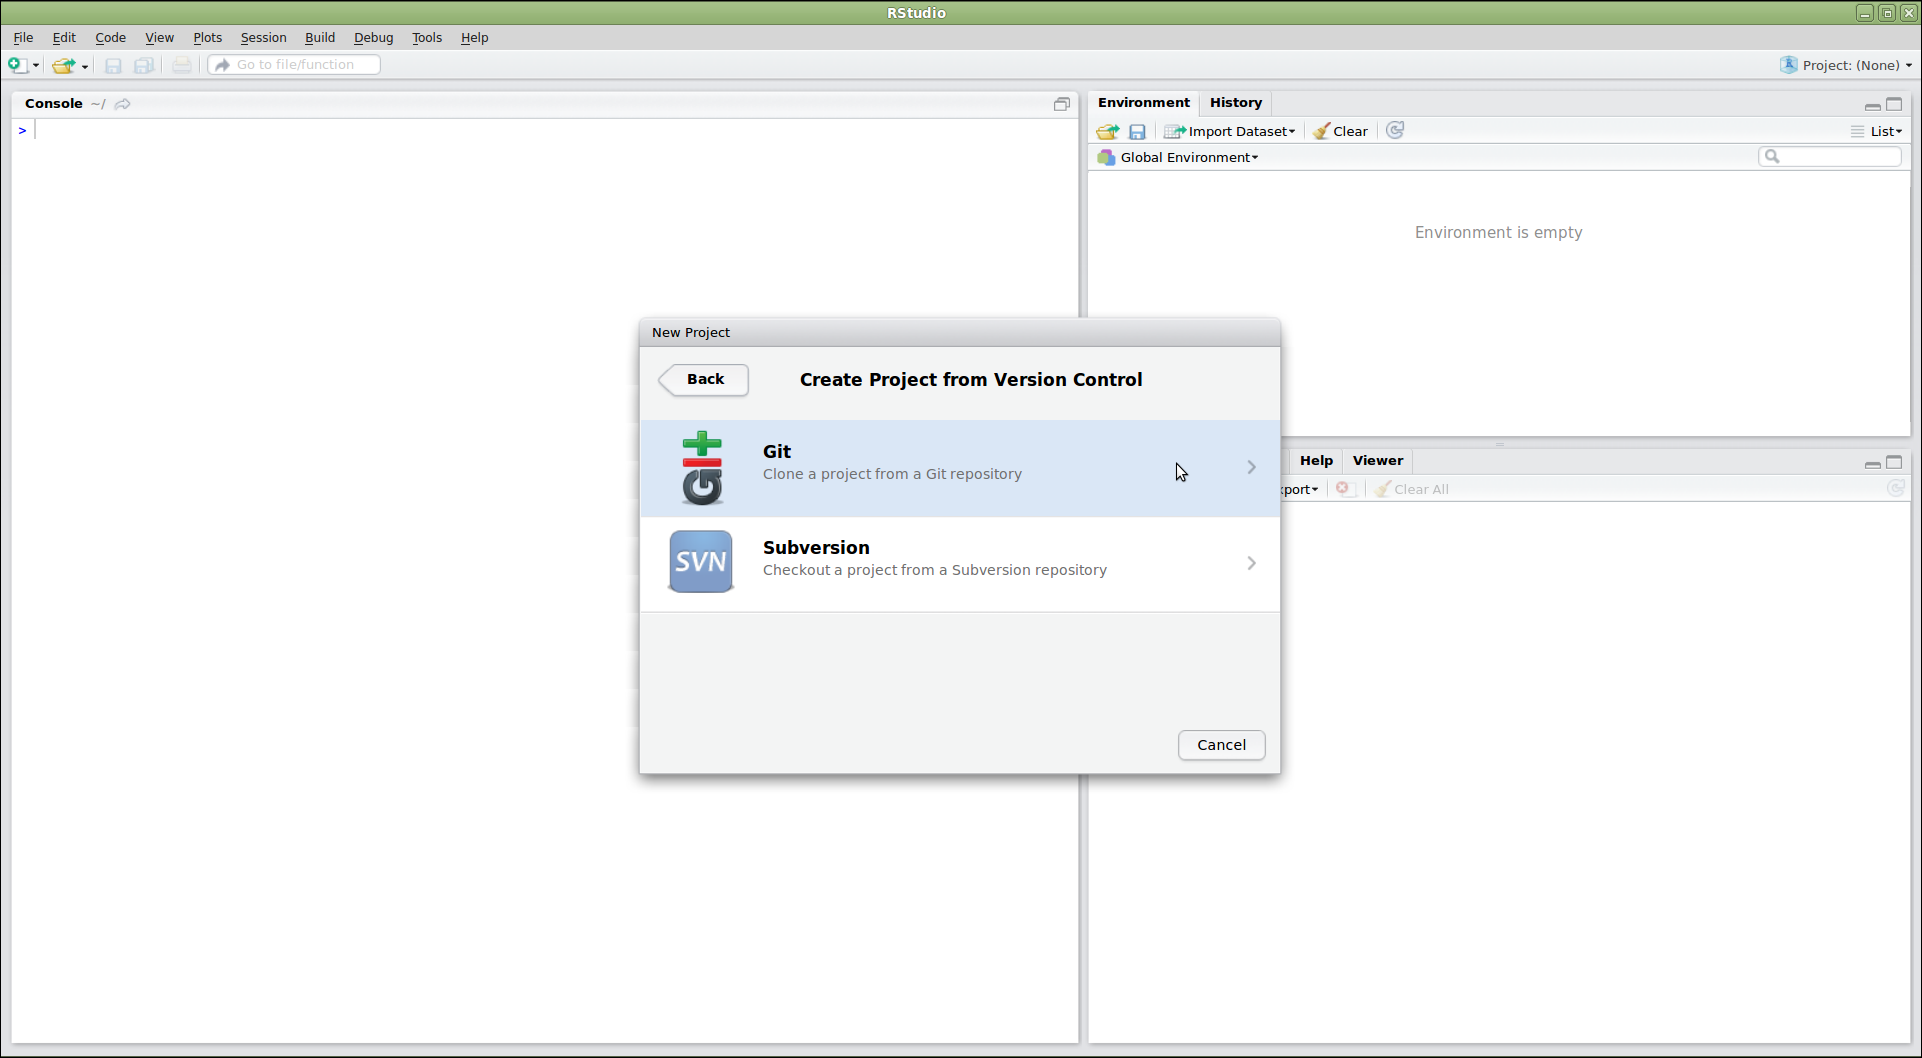 RStudio
File Edit Code View Plots Session Build Debug Tools Help
Go to file/function
Project: (None)
Console ~/
>
Environment History
Import Dataset Clear List
Global Environment
Environment is empty
New Project
Back
Create Project from Version Control
Git
Clone a project from a Git repository
SVN
Subversion
Checkout a project from a Subversion repository
Cancel
Help Viewer
port Clear All